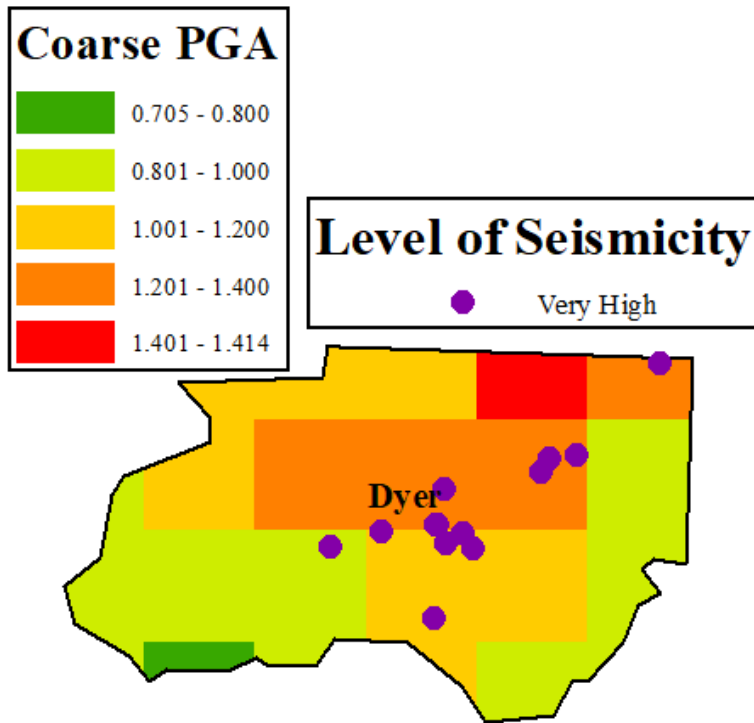 Coarse PGA
0.705 - 0.800
0.801 - 1.000
1.001 - 1.200
1.201 - 1.400
1.401 - 1.414
Level of Seismicity
Very High
Dyer